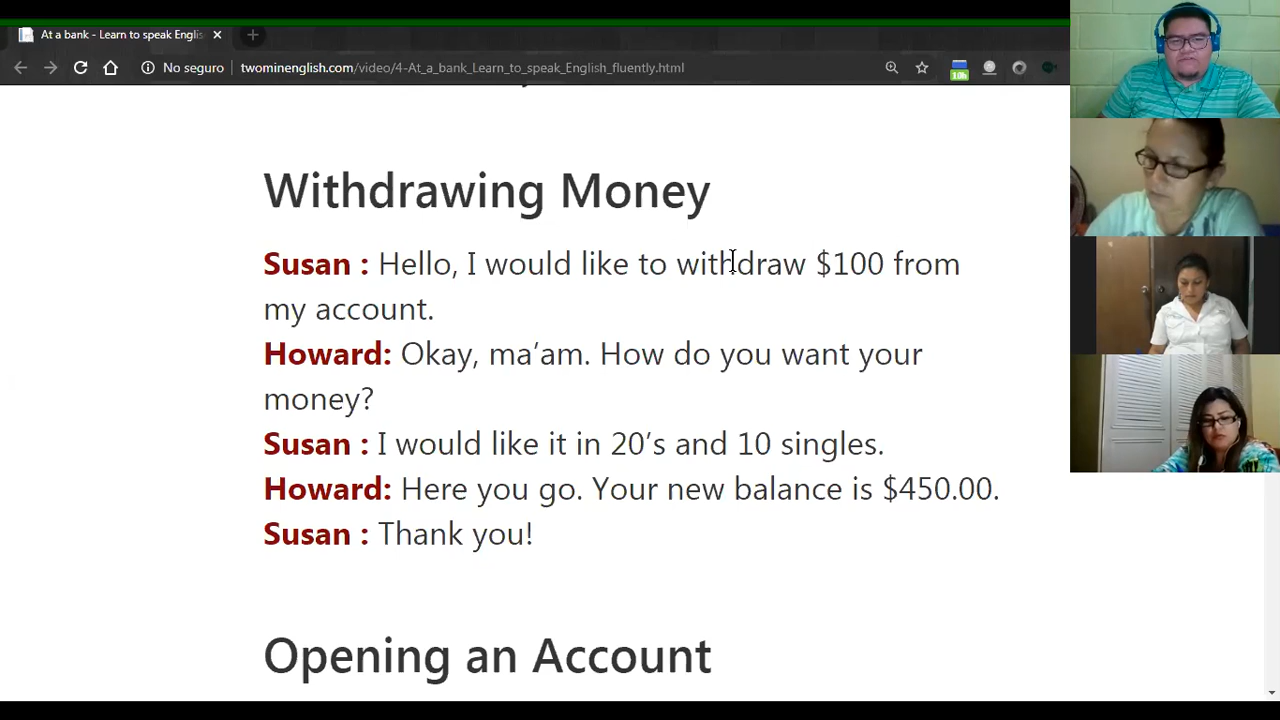 At a bank - Learn to speak Englis
No seguro
twominenglish.com/video/4-At_a_bank_Learn_to_speak_English_fluently.html
10h
Withdrawing Money
Susan : Hello, I would like to withdraw $100 from
my account.
Howard: Okay, ma’am. How do you want your
money?
Susan : I would like it in 20’s and 10 singles.
Howard: Here you go. Your new balance is $450.00.
Susan : Thank you!
Opening an Account